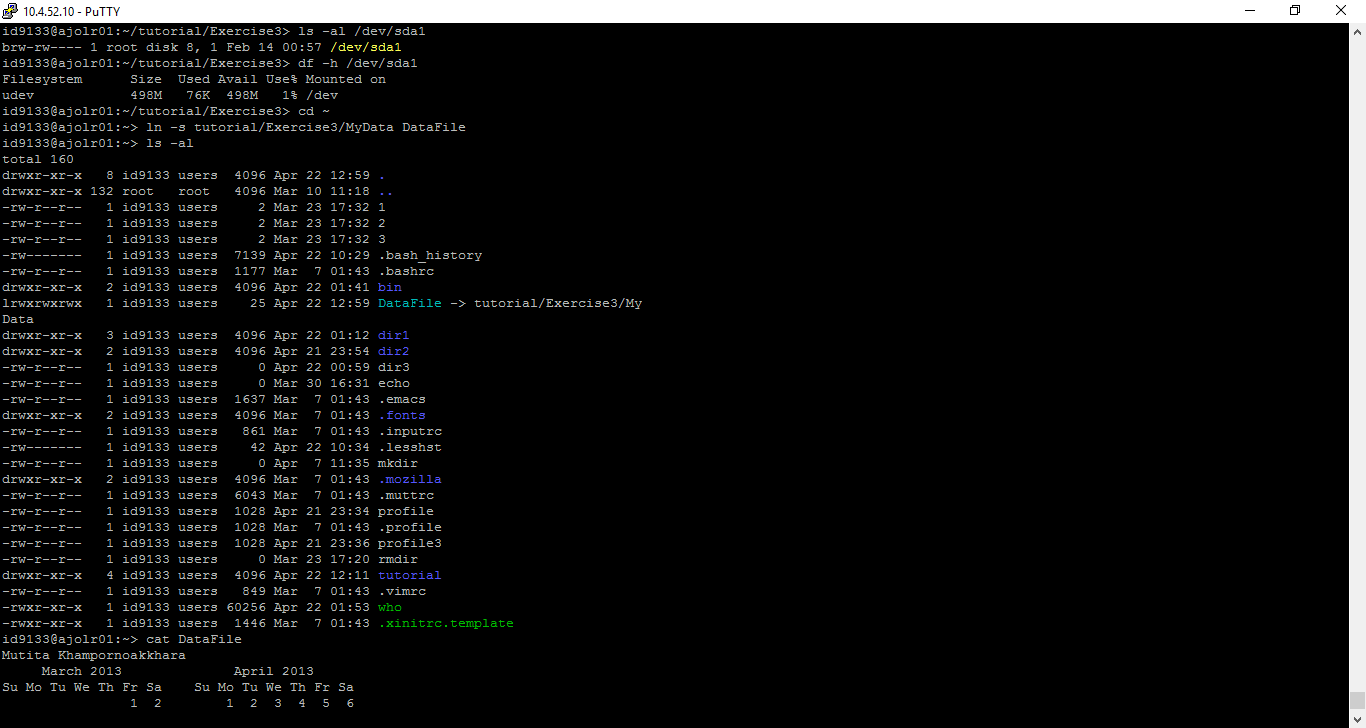 10.4.52.10 - PuTTY
id9133@ajolr01:~/tutorial/Exercise3> ls -al /dev/sda1
brw-rw---- 1 root disk 8, 1 Feb 14 00:57 /dev/sda1
id9133@ajolr01:~/tutorial/Exercise3> df -h /dev/sda1
Filesystem      Size  Used Avail Use% Mounted on
udev            498M   76K  498M   1% /dev
id9133@ajolr01:~/tutorial/Exercise3> cd ~
id9133@ajolr01:~> ln -s tutorial/Exercise3/MyData DataFile
id9133@ajolr01:~> ls -al
total 160
drwxr-xr-x   8 id9133 users  4096 Apr 22 12:59 .
drwxr-xr-x 132 root   root   4096 Mar 10 11:18 ..
-rw-r--r--   1 id9133 users     2 Mar 23 17:32 1
-rw-r--r--   1 id9133 users     2 Mar 23 17:32 2
-rw-r--r--   1 id9133 users     2 Mar 23 17:32 3
-rw-------   1 id9133 users  7139 Apr 22 10:29 .bash_history
-rw-r--r--   1 id9133 users  1177 Mar  7 01:43 .bashrc
drwxr-xr-x   2 id9133 users  4096 Apr 22 01:41 bin
lrwxrwxrwx   1 id9133 users    25 Apr 22 12:59 DataFile -> tutorial/Exercise3/My
Data
drwxr-xr-x   3 id9133 users  4096 Apr 22 01:12 dir1
drwxr-xr-x   2 id9133 users  4096 Apr 21 23:54 dir2
-rw-r--r--   1 id9133 users     0 Apr 22 00:59 dir3
-rw-r--r--   1 id9133 users     0 Mar 30 16:31 echo
-rw-r--r--   1 id9133 users  1637 Mar  7 01:43 .emacs
drwxr-xr-x   2 id9133 users  4096 Mar  7 01:43 .fonts
-rw-r--r--   1 id9133 users   861 Mar  7 01:43 .inputrc
-rw-------   1 id9133 users    42 Apr 22 10:34 .lesshst
-rw-r--r--   1 id9133 users     0 Apr  7 11:35 mkdir
drwxr-xr-x   2 id9133 users  4096 Mar  7 01:43 .mozilla
-rw-r--r--   1 id9133 users  6043 Mar  7 01:43 .muttrc
-rw-r--r--   1 id9133 users  1028 Apr 21 23:34 profile
-rw-r--r--   1 id9133 users  1028 Mar  7 01:43 .profile
-rw-r--r--   1 id9133 users  1028 Apr 21 23:36 profile3
-rw-r--r--   1 id9133 users     0 Mar 23 17:20 rmdir
drwxr-xr-x   4 id9133 users  4096 Apr 22 12:11 tutorial
-rw-r--r--   1 id9133 users   849 Mar  7 01:43 .vimrc
-rwxr-xr-x   1 id9133 users 60256 Apr 22 01:53 who
-rwxr-xr-x   1 id9133 users  1446 Mar  7 01:43 .xinitrc.template
id9133@ajolr01:~> cat DataFile
Mutita Khampornoakkhara
     March 2013              April 2013
Su Mo Tu We Th Fr Sa    Su Mo Tu We Th Fr Sa
                1  2        1  2  3  4  5  6